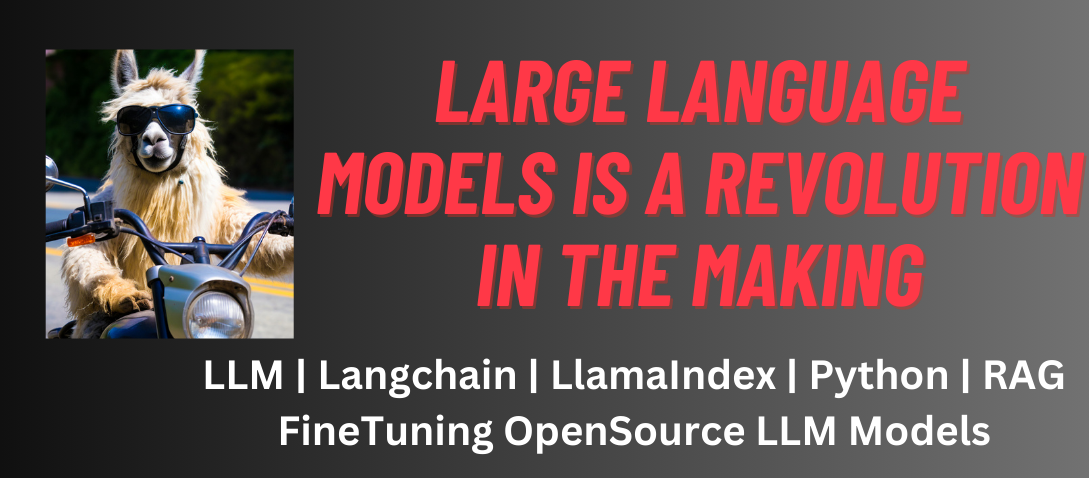 LARGE LANGUAGE
MODELS IS A REVOLUTION
IN THE MAKING
LLM | Langchain | LlamaIndex | Python | RAG
FineTuning OpenSource LLM Models